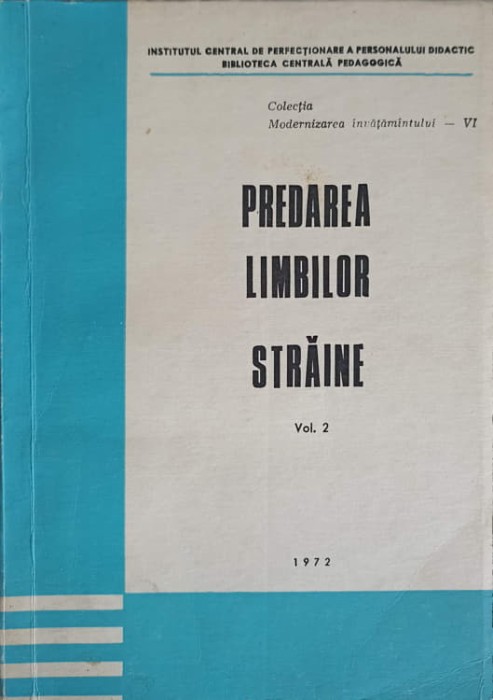 INSTITUTUL CENTRAL DE PERFECȚIONARE A PERSONALULUI DIDACTIC
BIBLIOTECA CENTRALĂ PEDAGOGICĂ
Colecția
Modernizarea învățămîntului — VI
PREDAREA
LIMBILOR
STRĂINE
Vol. 2
1972